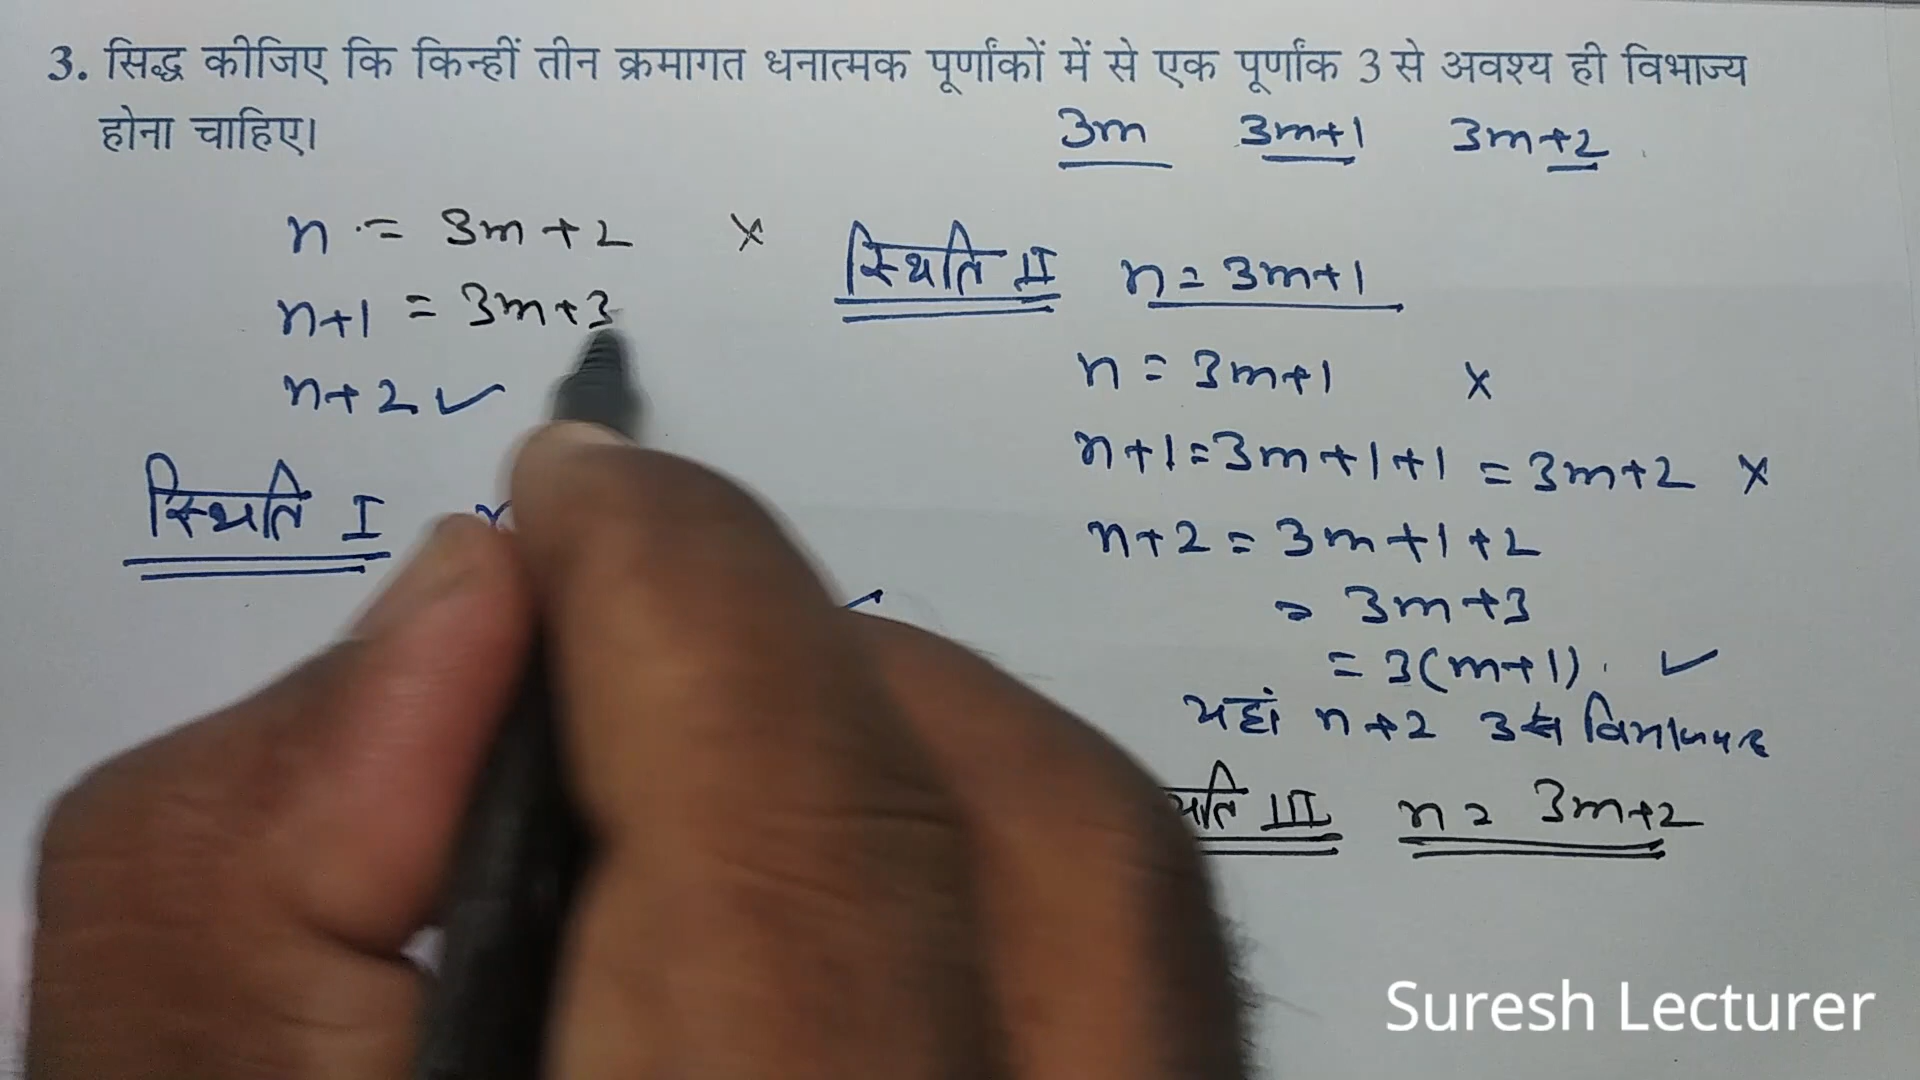 3. सिद्ध कीजिए कि किन्हीं तीन क्रमागत धनात्मक पूर्णांकों में से एक पूर्णांक 3 से अवश्य ही विभाज्य
होना चाहिए।
3m 3m+1 3m+2
n = 3m+2 ×
n+1 = 3m+3
n+2 ✓
स्थिति I
स्थिति II n = 3m+1
n = 3m+1 ×
n+1 = 3m+1+1 = 3m+2 ×
n+2 = 3m+1+2
= 3m+3
= 3(m+1). ✓
यहां n+2 3 से
III n = 3m+2
Suresh Lecturer